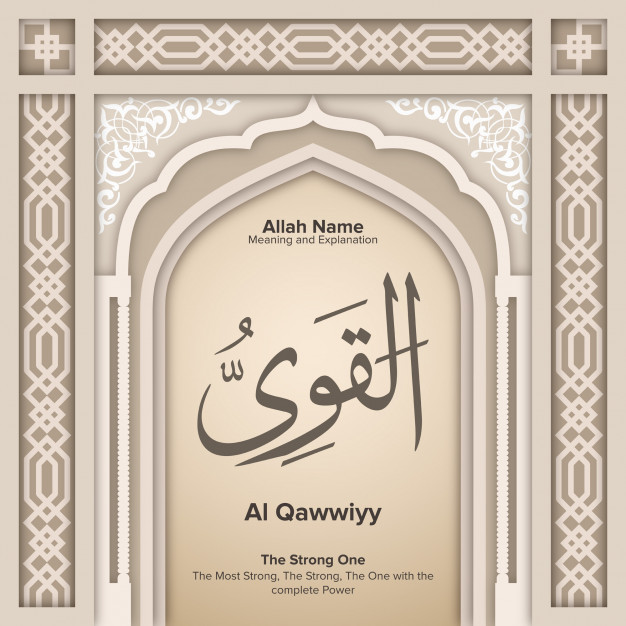 Allah Name
Meaning and Explanation
القَوِىُّ
Al Qawwiyy
The Strong One
The Most Strong, The Strong, The One with the
complete Power